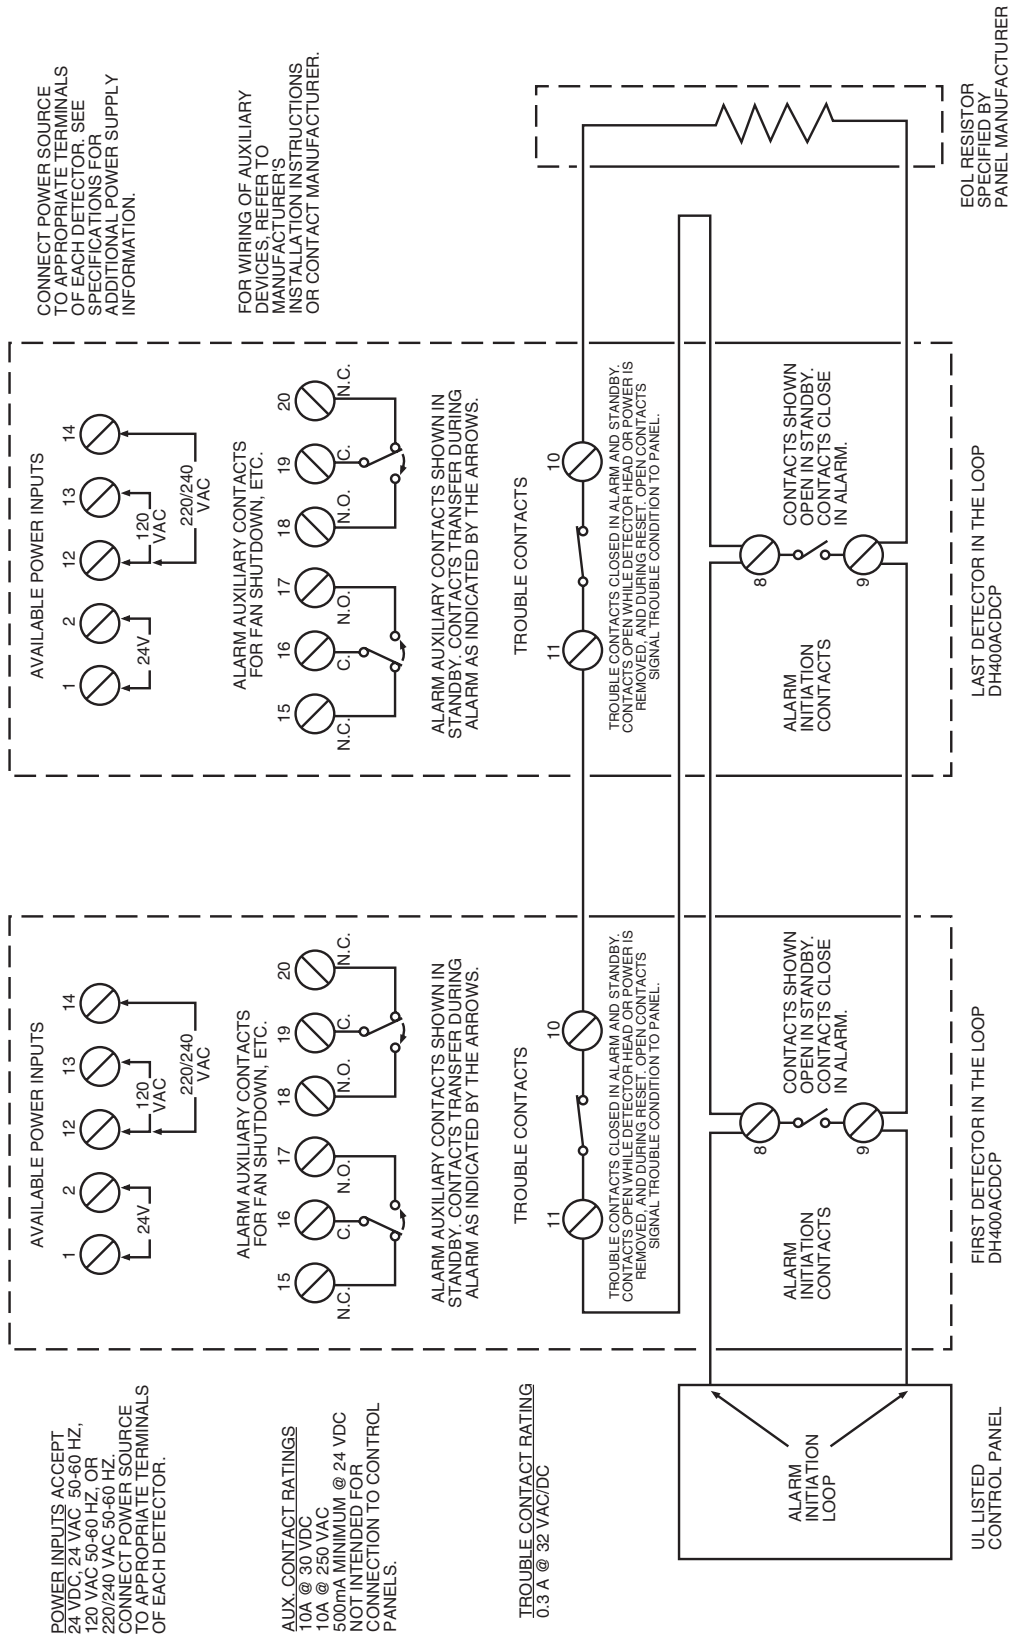 POWER INPUTS ACCEPT
24 VDC, 24 VAC 50-60 HZ,
120 VAC 50-60 HZ, OR
220/240 VAC 50-60 HZ.
CONNECT POWER SOURCE
TO APPROPRIATE TERMINALS
OF EACH DETECTOR.
AUX. CONTACT RATINGS
10A @ 30 VDC
10A @ 250 VAC
500mA MINIMUM @ 24 VDC
NOT INTENDED FOR
CONNECTION TO CONTROL
PANELS.
TROUBLE CONTACT RATING
0.3 A @ 32 VAC/DC
ALARM
INITIATION
LOOP
UL LISTED
CONTROL PANEL
AVAILABLE POWER INPUTS
1 2 12 13 14
24V
120
VAC
220/240
VAC
ALARM AUXILIARY CONTACTS
FOR FAN SHUTDOWN, ETC.
15 16 17 18 19 20
N.C. C. N.O. N.O. C. N.C.
ALARM AUXILIARY CONTACTS SHOWN IN
STANDBY. CONTACTS TRANSFER DURING
ALARM AS INDICATED BY THE ARROWS.
TROUBLE CONTACTS
11 10
TROUBLE CONTACTS CLOSED IN ALARM AND STANDBY.
CONTACTS OPEN WHILE DETECTOR HEAD OR POWER IS
REMOVED, AND DURING RESET. OPEN CONTACTS
SIGNAL TROUBLE CONDITION TO PANEL.
ALARM
INITIATION
CONTACTS
8
9
CONTACTS SHOWN
OPEN IN STANDBY.
CONTACTS CLOSE
IN ALARM.
FIRST DETECTOR IN THE LOOP
DH400ACDCP
AVAILABLE POWER INPUTS
1 2 12 13 14
24V
120
VAC
220/240
VAC
ALARM AUXILIARY CONTACTS
FOR FAN SHUTDOWN, ETC.
15 16 17 18 19 20
N.C. C. N.O. N.O. C. N.C.
ALARM AUXILIARY CONTACTS SHOWN IN
STANDBY. CONTACTS TRANSFER DURING
ALARM AS INDICATED BY THE ARROWS.
TROUBLE CONTACTS
11 10
TROUBLE CONTACTS CLOSED IN ALARM AND STANDBY.
CONTACTS OPEN WHILE DETECTOR HEAD OR POWER IS
REMOVED, AND DURING RESET. OPEN CONTACTS
SIGNAL TROUBLE CONDITION TO PANEL.
ALARM
INITIATION
CONTACTS
8
9
CONTACTS SHOWN
OPEN IN STANDBY.
CONTACTS CLOSE
IN ALARM.
LAST DETECTOR IN THE LOOP
DH400ACDCP
CONNECT POWER SOURCE
TO APPROPRIATE TERMINALS
OF EACH DETECTOR. SEE
SPECIFICATIONS FOR
ADDITIONAL POWER SUPPLY
INFORMATION.
FOR WIRING OF AUXILIARY
DEVICES, REFER TO
MANUFACTURER'S
INSTALLATION INSTRUCTIONS
OR CONTACT MANUFACTURER.
EOL RESISTOR
SPECIFIED BY
PANEL MANUFACTURER